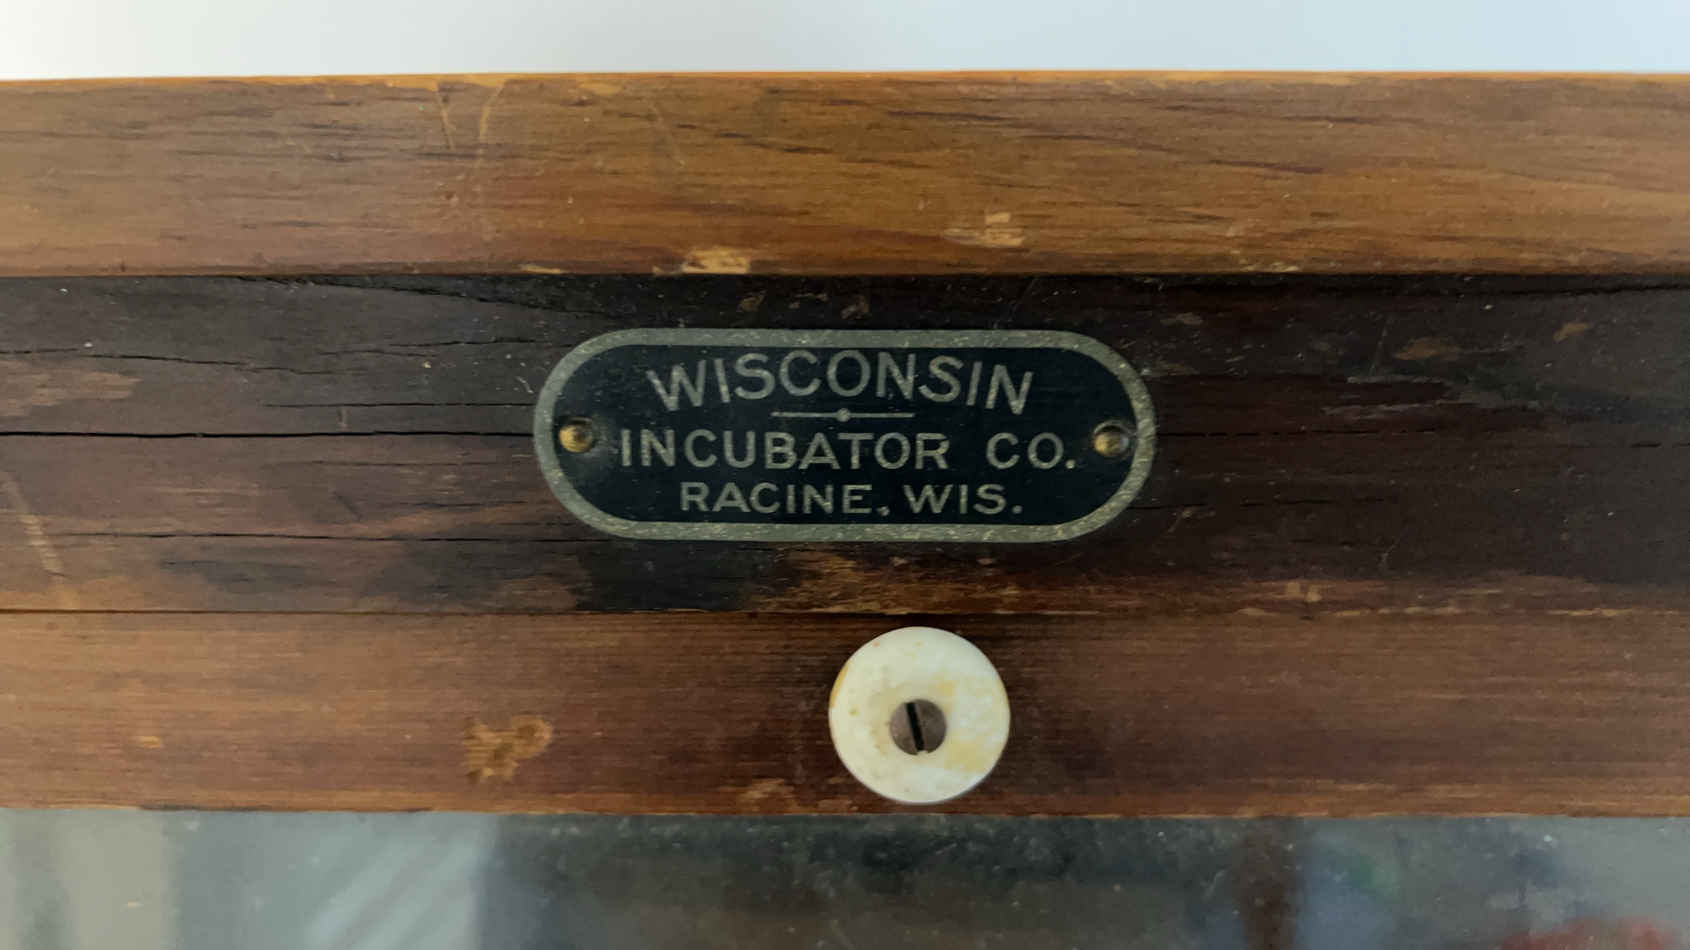 WISCONSIN
INCUBATOR CO.
RACINE, WIS.